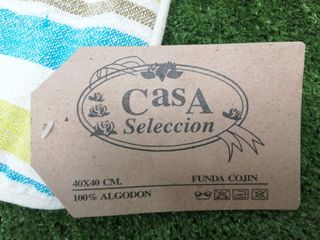 CasA
Seleccion
40X40 CM. FUNDA COJIN
100% ALGODON